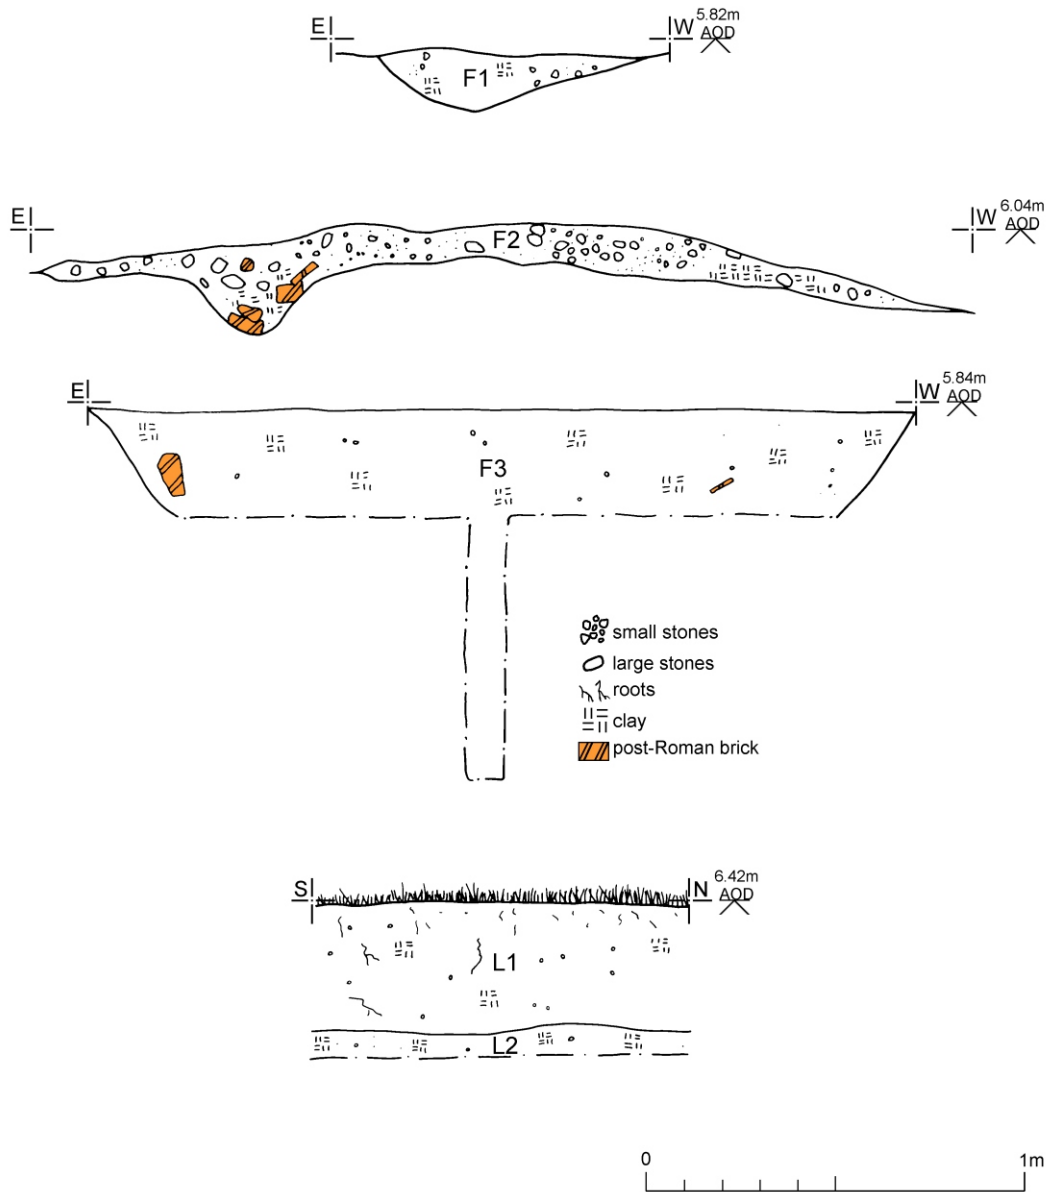 E W 5.82m
AOD
F1
E W 6.04m
AOD
F2
E W 5.84m
AOD
F3
small stones
large stones
roots
clay
post-Roman brick
S N 6.42m
AOD
L1
L2
0 1m